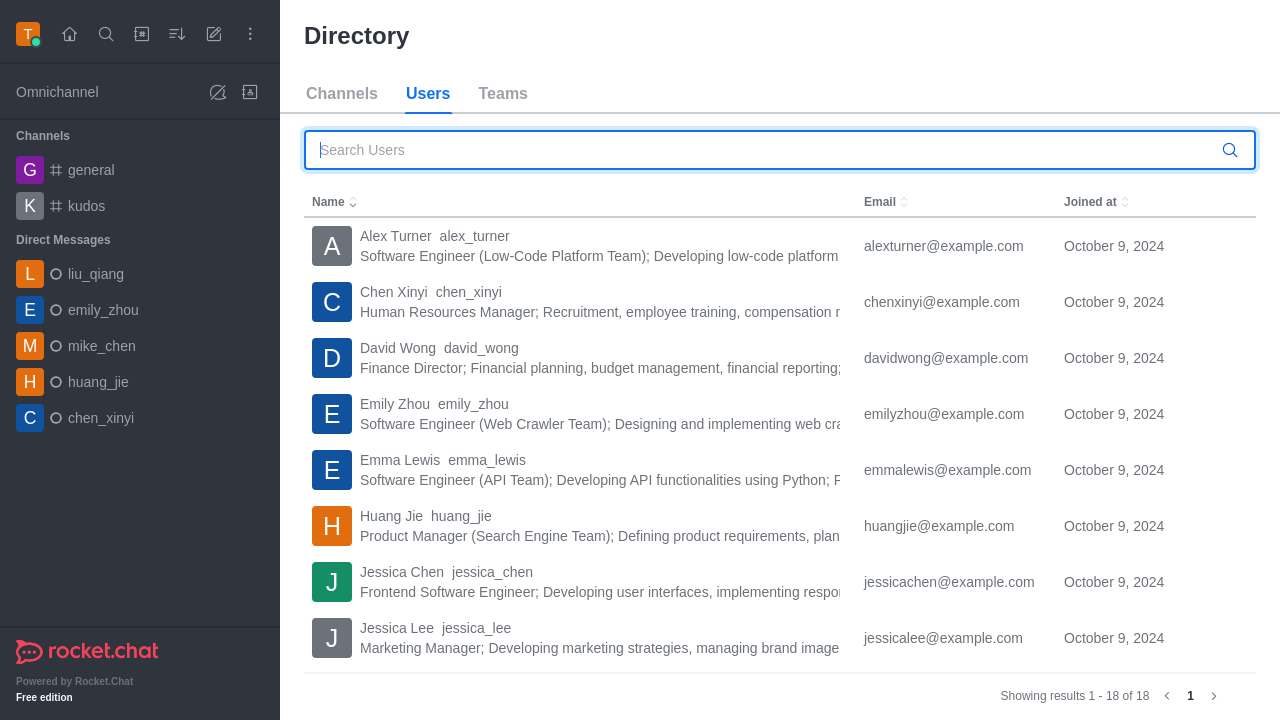 T
Directory
Omnichannel
Channels
G general
K kudos
Direct Messages
L liu_qiang
E emily_zhou
M mike_chen
H huang_jie
C chen_xinyi
rocket.chat
Powered by Rocket.Chat
Free edition
Channels Users Teams
Search Users
Name Email Joined at
A Alex Turner alex_turner alexturner@example.com October 9, 2024
Software Engineer (Low-Code Platform Team); Developing low-code platform
C Chen Xinyi chen_xinyi chenxinyi@example.com October 9, 2024
Human Resources Manager; Recruitment, employee training, compensation
D David Wong david_wong davidwong@example.com October 9, 2024
Finance Director; Financial planning, budget management, financial reporting;
E Emily Zhou emily_zhou emilyzhou@example.com October 9, 2024
Software Engineer (Web Crawler Team); Designing and implementing web cra
E Emma Lewis emma_lewis emmalewis@example.com October 9, 2024
Software Engineer (API Team); Developing API functionalities using Python;
H Huang Jie huang_jie huangjie@example.com October 9, 2024
Product Manager (Search Engine Team); Defining product requirements, plan
J Jessica Chen jessica_chen jessicachen@example.com October 9, 2024
Frontend Software Engineer; Developing user interfaces, implementing respo
J Jessica Lee jessica_lee jessicalee@example.com October 9, 2024
Marketing Manager; Developing marketing strategies, managing brand image
Showing results 1 - 18 of 18 1